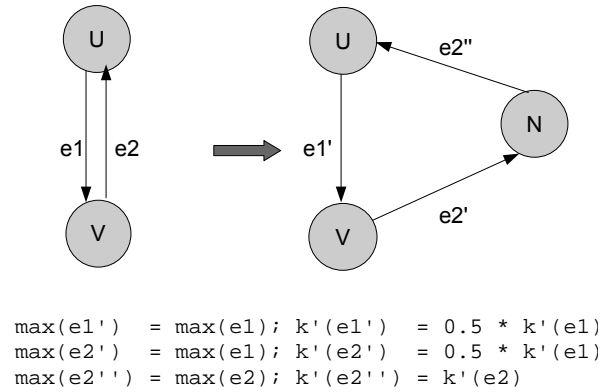 U
U
e2''
e1
e2
e1'
N
V
V
e2'
max(e1') = max(e1); k'(e1') = 0.5 * k'(e1)
max(e2') = max(e1); k'(e2') = 0.5 * k'(e1)
max(e2'') = max(e2); k'(e2'') = k'(e2)